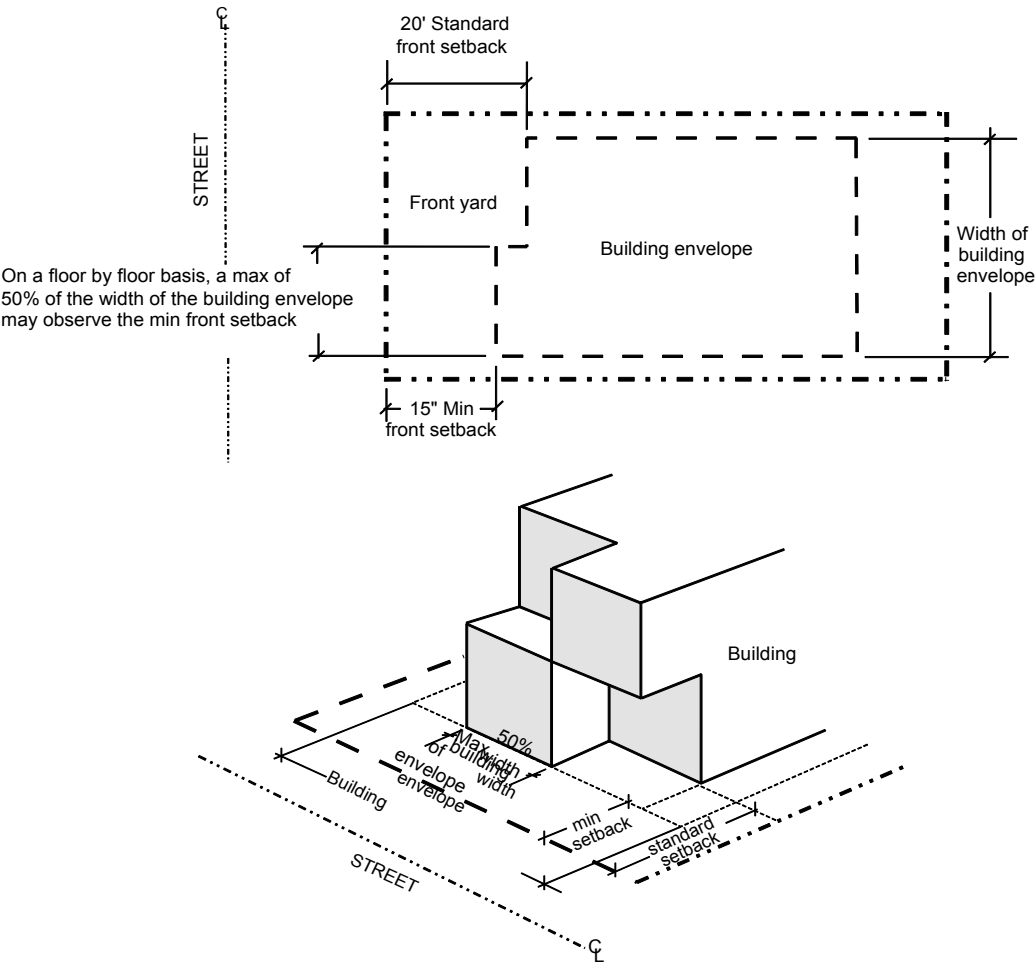 ℄
20' Standard
front setback
STREET
Front yard
Building envelope
Width of
building
envelope
On a floor by floor basis, a max of
50% of the width of the building envelope
may observe the min front setback
15" Min
front setback
Building
50%
Max width
of building
envelope width
Building envelope
min
setback
standard
setback
STREET
℄